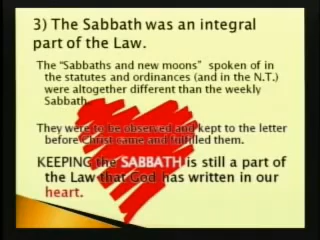 3) The Sabbath was an integral
part of the Law.
The “Sabbaths and new moons” spoken of in
the statutes and ordinances (and in the N.T.)
were altogether different than the weekly
Sabbath.
They were to be observed and kept to the letter
before Christ came and fulfilled them.
KEEPING the SABBATH is still a part of
the Law that God has written in our
heart.